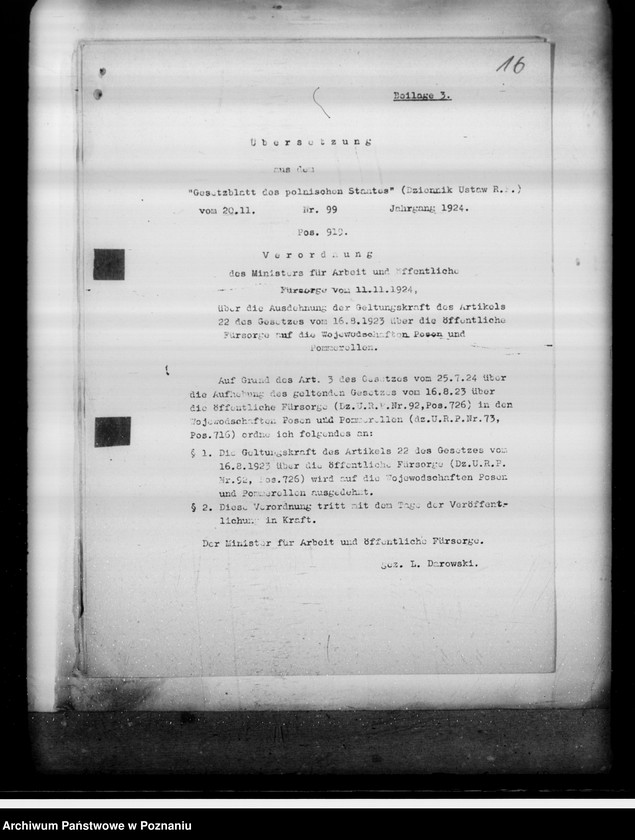 16
Beilage 3.
Übersetzung
aus dem
"Gesetzblatt des polnischen Staates" (Dziennik Ustaw R.P.)
vom 20.11. Nr. 99 Jahrgang 1924.
Pos. 919.
Verordnung
des Ministers für Arbeit und öffentliche
Fürsorge vom 11.11.1924,
über die Ausdehnung der Geltungskraft des Artikels
22 des Gesetzes vom 16.8.1923 über die öffentliche
Fürsorge auf die Wojewodschaften Posen und
Pommerellen.
Auf Grund des Art. 3 des Gesetzes vom 25.7.24 über
die Aufhebung des geltenden Gesetzes vom 16.8.23 über
die öffentliche Fürsorge (Dz.U.R.P.Nr.92,Pos.726) in den
Wojewodschaften Posen und Pommerellen (dz.U.R.P.Nr.73,
Pos.716) ordne ich folgendes an:
§ 1. Die Geltungskraft des Artikels 22 des Gesetzes vom
16.8.1923 über die öffentliche Fürsorge (Dz.U.R.P.
Nr.92, Pos.726) wird auf die Wojewodschaften Posen
und Pommerellen ausgedehnt.
§ 2. Diese Verordnung tritt mit dem Tage der Veröffent-
lichung in Kraft.
Der Minister für Arbeit und öffentliche Fürsorge.
gez. L. Darowski.
Archiwum Państwowe w Poznaniu